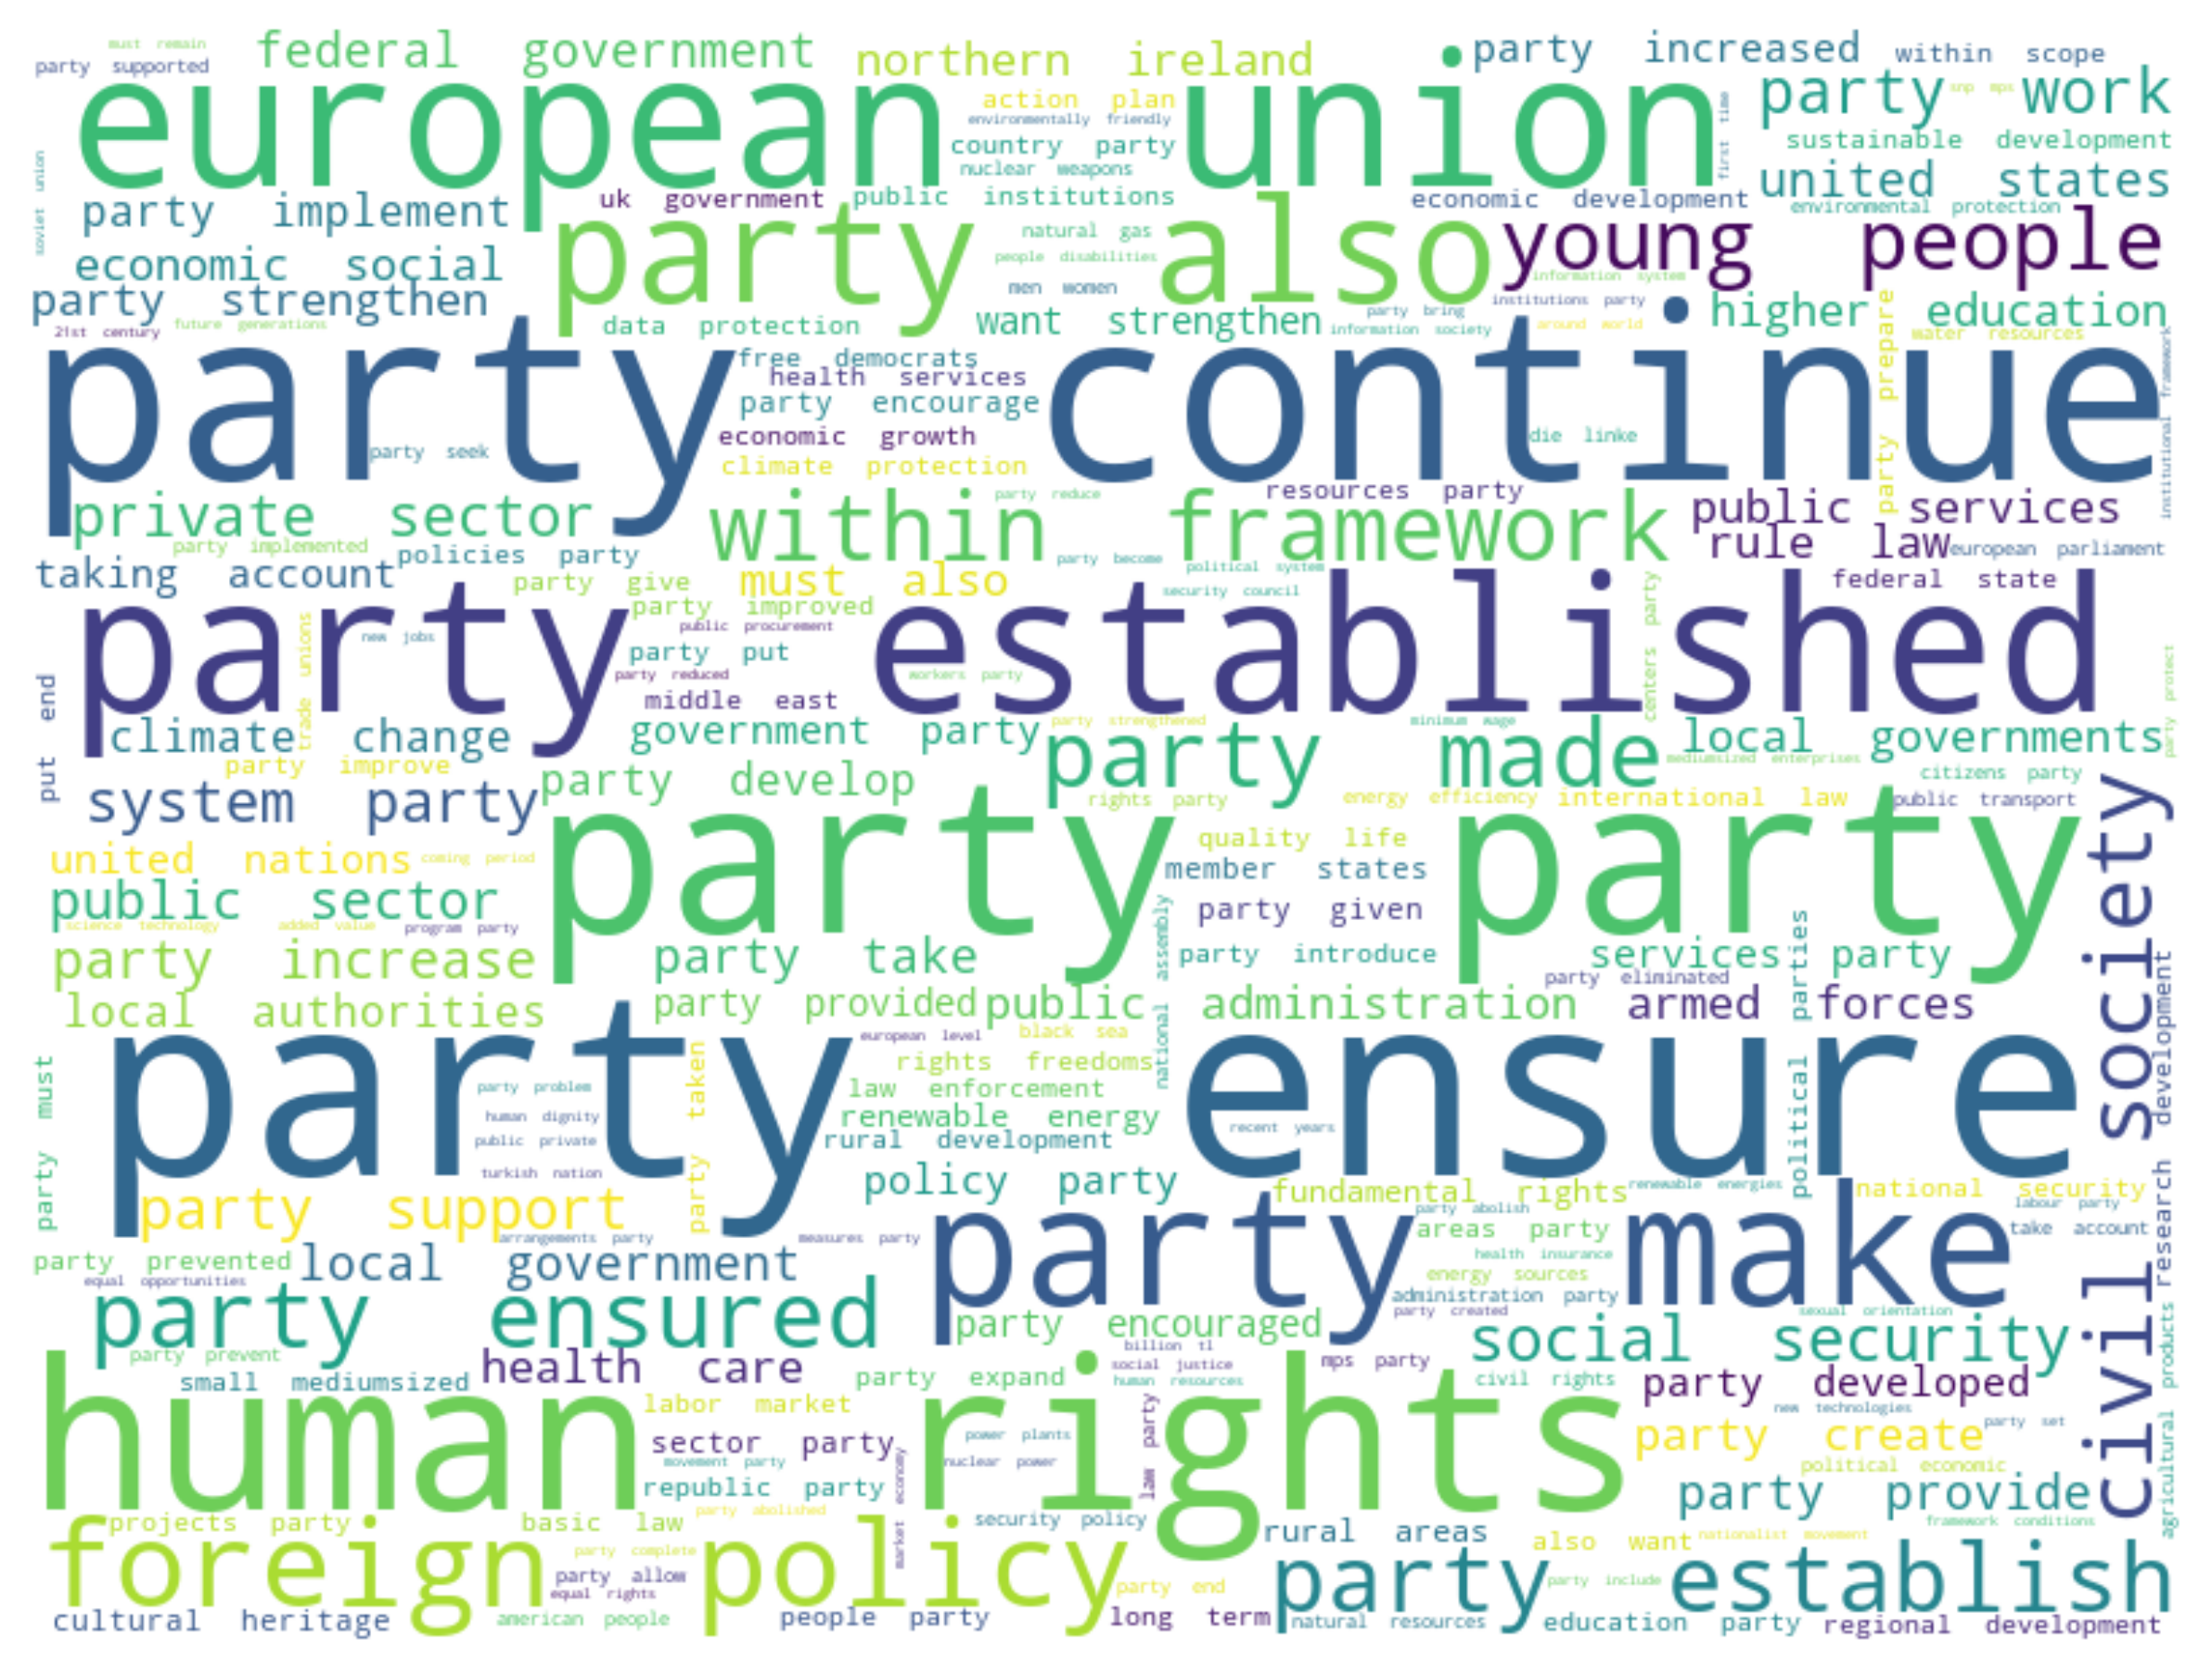 must remain
party supported
federal government
northern ireland
party increased
within scope
european union
action plan
environmentally friendly
country party
nuclear weapons
first time
party work
snp mps
sustainable development
united states
soviet union
party implement
uk government
public institutions
economic development
environmental protection
party also
natural gas
people disabilities
men women
young people
information system
economic social
party strengthen
21st century
future generations
data protection
want strengthen
party bring
information society
institutions party
around world
higher education
water resources
party prepare
institutional framework
party continue
free democrats
health services
party encourage
economic growth
climate protection
party seek
die linke
private sector
within framework
party reduce
resources party
public services
rule law
european parliament
party implemented
policies party
taking account
party give
must also
party become
political system
security council
federal state
party established
party improved
public procurement
new jobs
trade unions
party put
party reduced
workers party
middle east
centers party
put end
climate change
government party
party strengthened
minimum wage
party made
local governments
mediumsized enterprises
party protect
party improve
system party
party develop
rights party
energy efficiency
international law
citizens party
public transport
party party
quality life
member states
united nations
coming period
public sector
science technology
added value
program party
party given
national assembly
party increase
party take
party introduce
services party
party eliminated
political parties
civil society
research development
local authorities
party provided
public administration
armed forces
party ensure
european level
black sea
rights freedoms
law enforcement
renewable energy
rural development
party problem
human dignity
public private
turkish nation
party taken
recent years
party must
party support
policy party
fundamental rights
renewable energies
national security
labour party
take account
arrangements party
measures party
party make
party abolish
areas party
health insurance
energy sources
administration party
party created
party prevented
local government
equal opportunities
party ensured
party encouraged
sexual orientation
social security
party prevent
small mediumsized
health care
party expand
billion tl
social justice
human resources
mps party
civil rights
party developed
new technologies
party set
agricultural products
human rights
labor market
sector party
movement party
republic party
power plants
nuclear power
law party
market economy
party create
political economic
party provide
framework conditions
projects party
basic law
party abolished
security policy
rural areas
also want
nationalist movement
foreign policy
party complete
party allow
equal rights
party end
party establish
party include
cultural heritage
american people
people party
long term
natural resources
education party
regional development